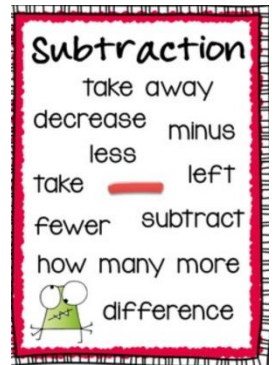 Subtraction
take away
decrease
minus
less
left
take
subtract
fewer
how many more
difference